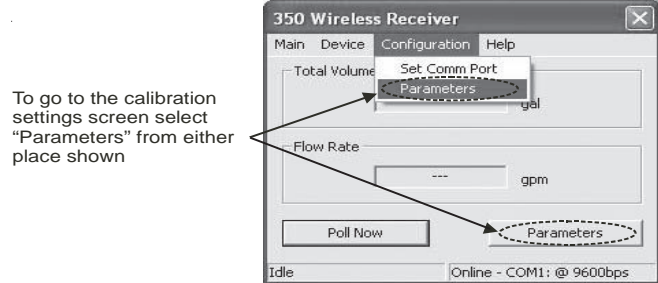 350 Wireless Receiver
Main Device Configuration Help
Set Comm Port
Parameters
Total Volume
gal
To go to the calibration
settings screen select
“Parameters” from either
place shown
Flow Rate
--- gpm
Poll Now Parameters
Idle Online - COM1: @ 9600bps